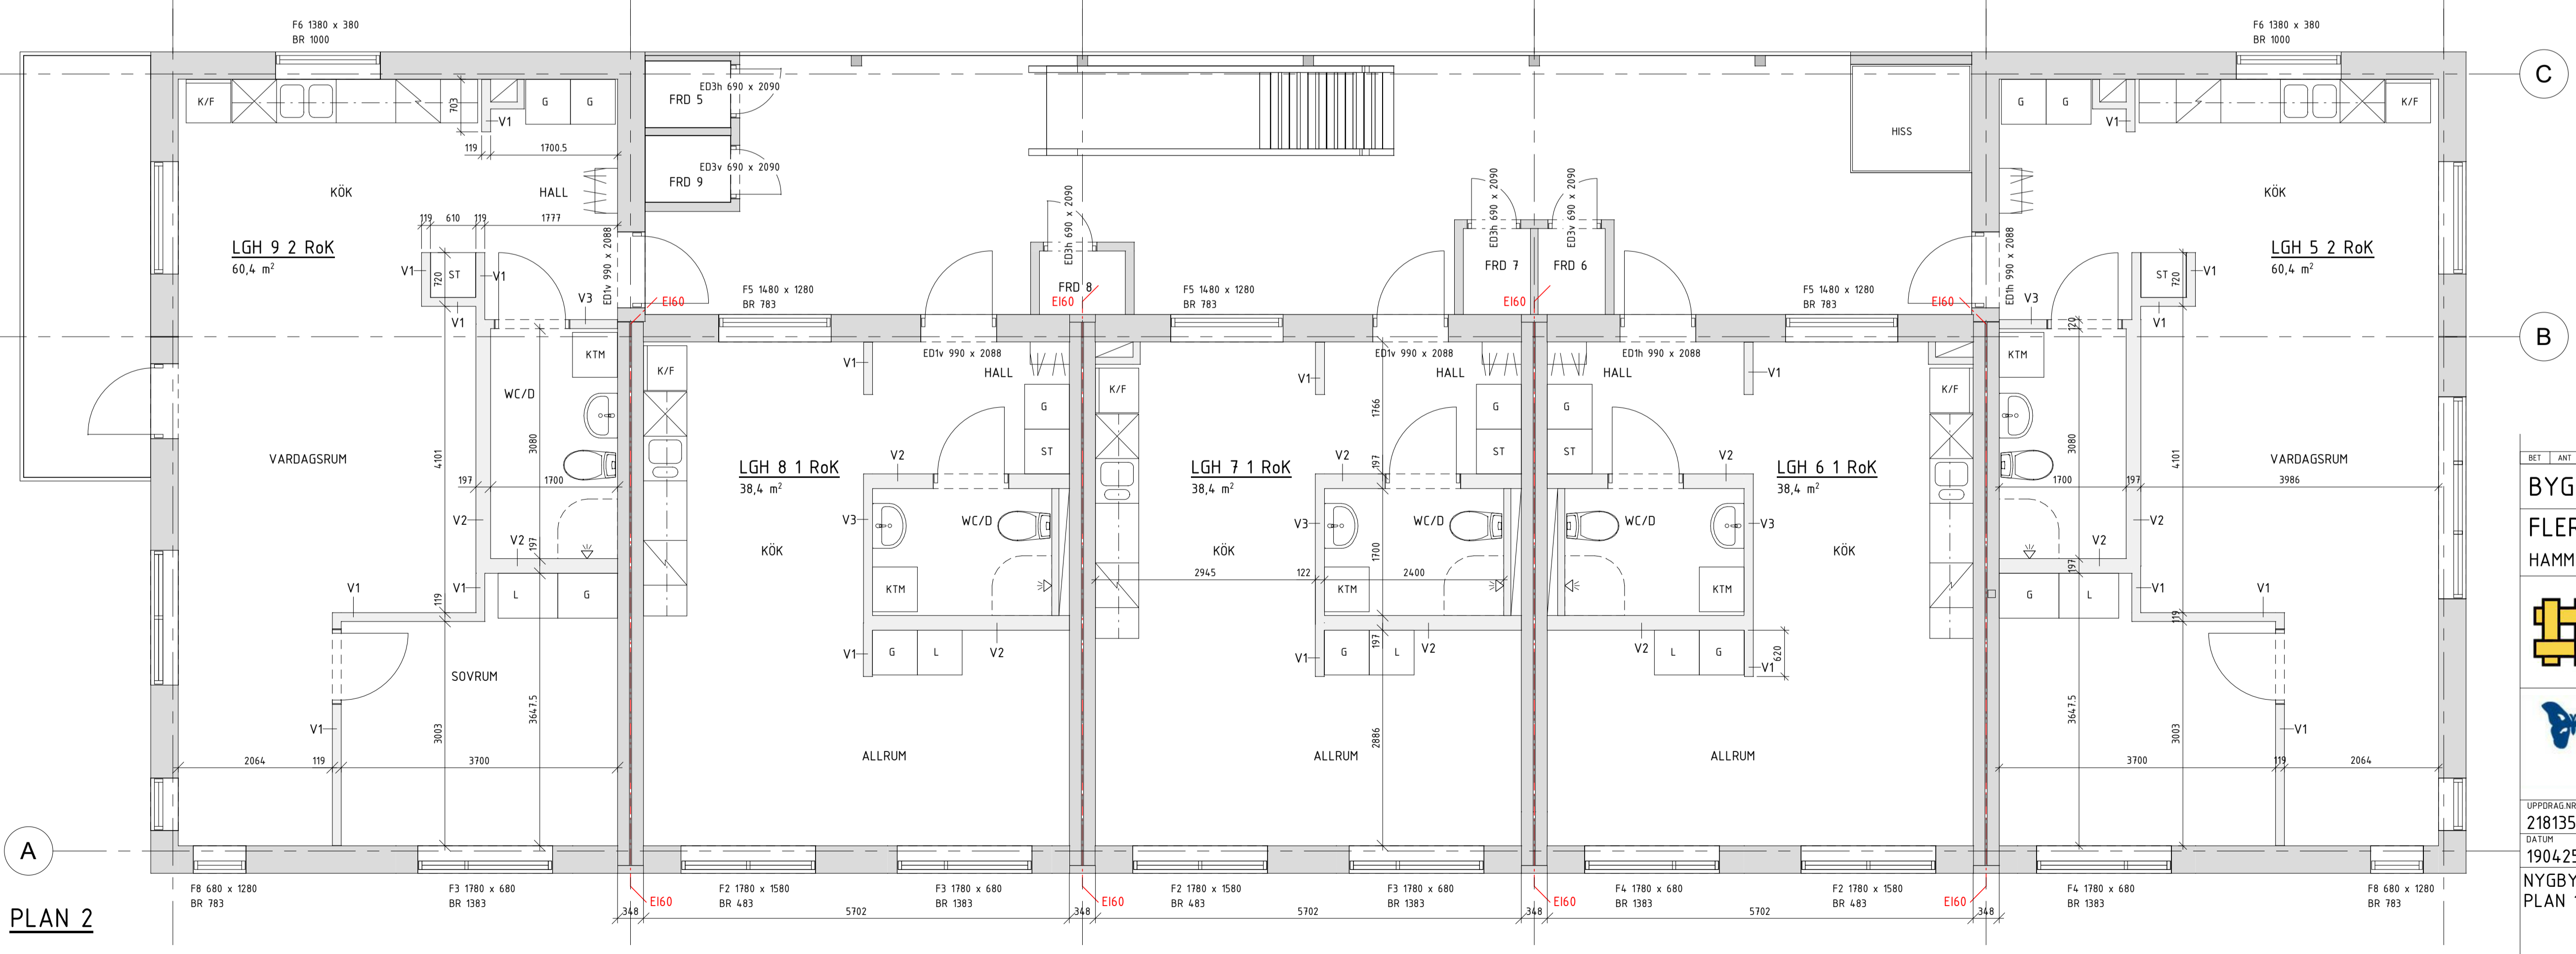 F6 1380 x 380
BR 1000
F6 1380 x 380
BR 1000
C
K/F
703
G
G
V1
119
1700.5
KÖK
HALL
119
610
119
1777
LGH 9 2 RoK
60,4 m²
V1
720
ST
V1
V1
V3
ED1v 990 x 2088
EI60
KTM
WC/D
3080
4101
VARDAGSRUM
197
1700
V2
V2
197
V1
L
G
V1
119
SOVRUM
3647.5
3003
V1
2064
119
3700
A
F8 680 x 1280
BR 783
F3 1780 x 680
BR 1383
EI60
348
PLAN 2
FRD 5
ED3h 690 x 2090
FRD 9
ED3v 690 x 2090
F5 1480 x 1280
BR 783
ED3h 690 x 2090
FRD 8
EI60
K/F
V1
ED1v 990 x 2088
HALL
G
ST
LGH 8 1 RoK
38,4 m²
V2
V3
WC/D
KÖK
KTM
V1
G
L
V2
ALLRUM
F2 1780 x 1580
BR 483
F3 1780 x 680
BR 1383
5702
EI60
348
F5 1480 x 1280
BR 783
ED3h 690 x 2090
FRD 7
EI60
K/F
V1
ED1v 990 x 2088
HALL
1766
G
ST
LGH 7 1 RoK
38,4 m²
V2
197
V3
WC/D
KÖK
1700
2945
122
2400
KTM
V1
G
197
L
V2
2886
ALLRUM
F2 1780 x 1580
BR 483
F3 1780 x 680
BR 1383
5702
EI60
348
ED3v 690 x 2090
FRD 6
HISS
F5 1480 x 1280
BR 783
EI60
HALL
ED1h 990 x 2088
V1
K/F
G
ST
LGH 6 1 RoK
38,4 m²
V2
WC/D
V3
KÖK
KTM
V2
L
G
V1
620
ALLRUM
F4 1780 x 680
BR 1383
F2 1780 x 1580
BR 483
5702
EI60
348
G
G
V1
K/F
KÖK
LGH 5 2 RoK
60,4 m²
ED1h 990 x 2088
ST
720
V1
V1
V3
120
B
KTM
3080
4101
VARDAGSRUM
1700
197
3986
V2
V2
197
G
L
V1
V1
119
3647.5
3003
V1
3700
119
2064
F4 1780 x 680
BR 1383
F8 680 x 1280
BR 783
BET
ANT
BYG
FLER
HAMM
UPPDRAG.NR
218135
DATUM
190425
NYGBY
PLAN 1